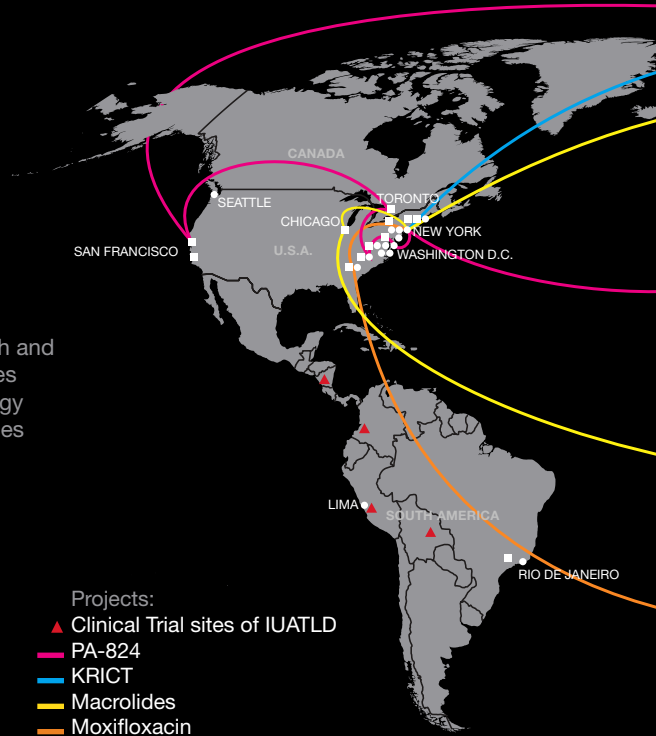 CANADA
TORONTO
SEATTLE
CHICAGO
NEW YORK
SAN FRANCISCO
U.S.A.
WASHINGTON D.C.
h and
es
gy
es
LIMA
SOUTH AMERICA
RIO DE JANEIRO
Projects:
Clinical Trial sites of IUATLD
PA-824
KRICT
Macrolides
Moxifloxacin